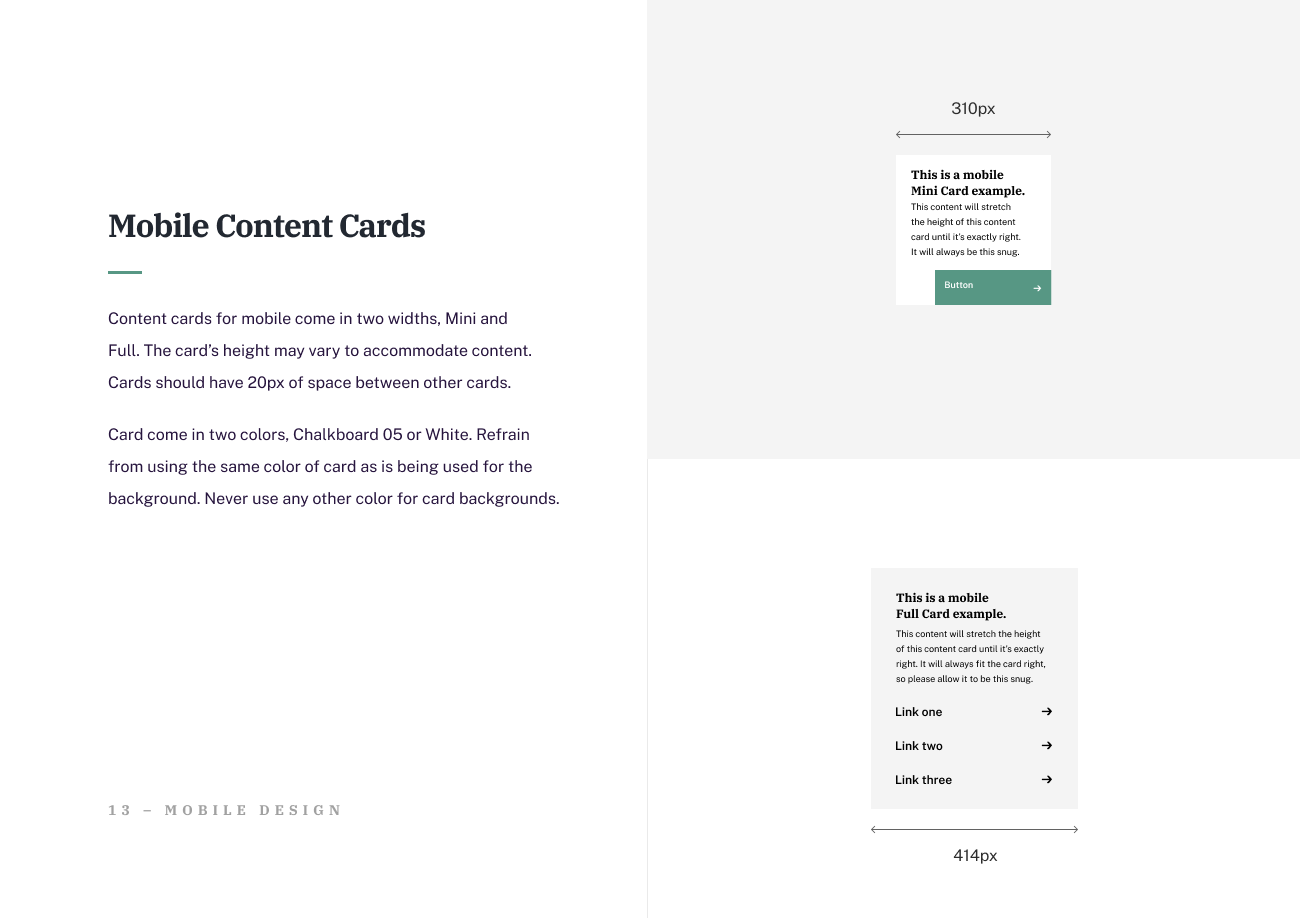 Mobile Content Cards
Content cards for mobile come in two widths, Mini and
Full. The card’s height may vary to accommodate content.
Cards should have 20px of space between other cards.
Card come in two colors, Chalkboard 05 or White. Refrain
from using the same color of card as is being used for the
background. Never use any other color for card backgrounds.
13 – MOBILE DESIGN
310px
This is a mobile
Mini Card example.
This content will stretch
the height of this content
card until it’s exactly right.
It will always be this snug.
Button
This is a mobile
Full Card example.
This content will stretch the height
of this content card until it’s exactly
right. It will always fit the card right,
so please allow it to be this snug.
Link one
Link two
Link three
414px